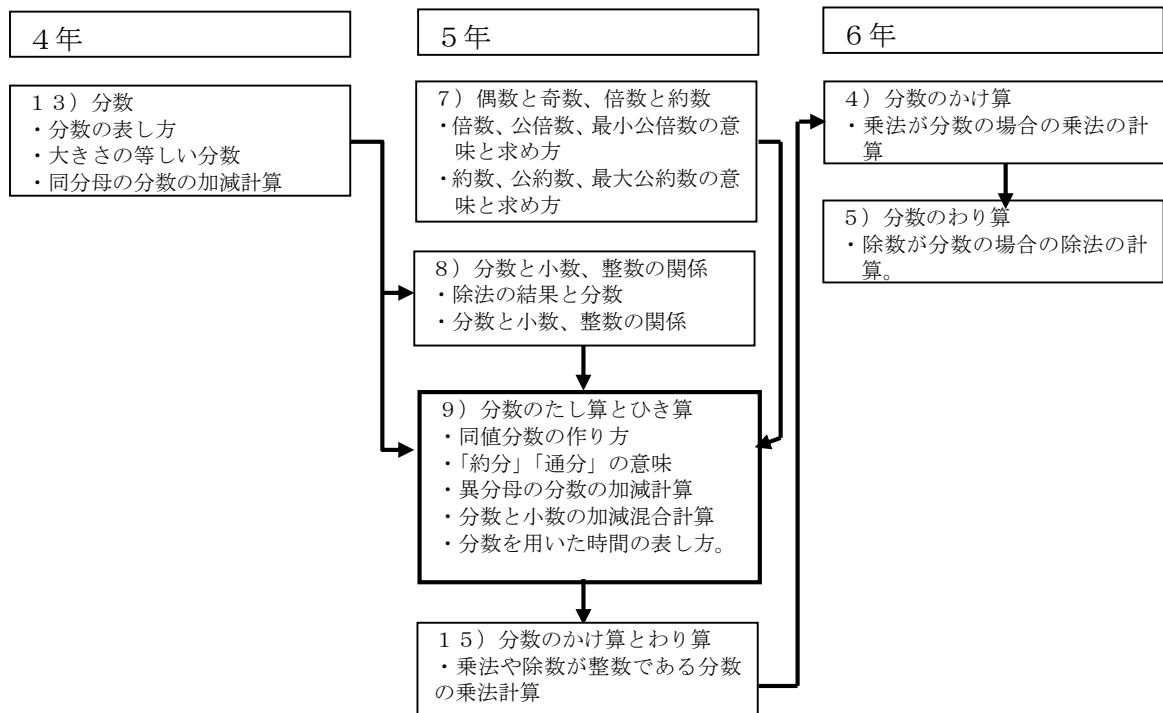 ４年
１３）分数
・分数の表し方
・大きさの等しい分数
・同分母の分数の加減計算
５年
７）偶数と奇数、倍数と約数
・倍数、公倍数、最小公倍数の意
味と求め方
・約数、公約数、最大公約数の意
味と求め方
８）分数と小数、整数の関係
・除法の結果と分数
・分数と小数、整数の関係
９）分数のたし算とひき算
・同値分数の作り方
・「約分」「通分」の意味
・異分母の分数の加減計算
・分数と小数の加減混合計算
・分数を用いた時間の表し方。
１５）分数のかけ算とわり算
・乗法や除数が整数である分数
の乗法計算
６年
４）分数のかけ算
・乗法が分数の場合の乗法の計
算
５）分数のわり算
・除数が分数の場合の除法の計
算。